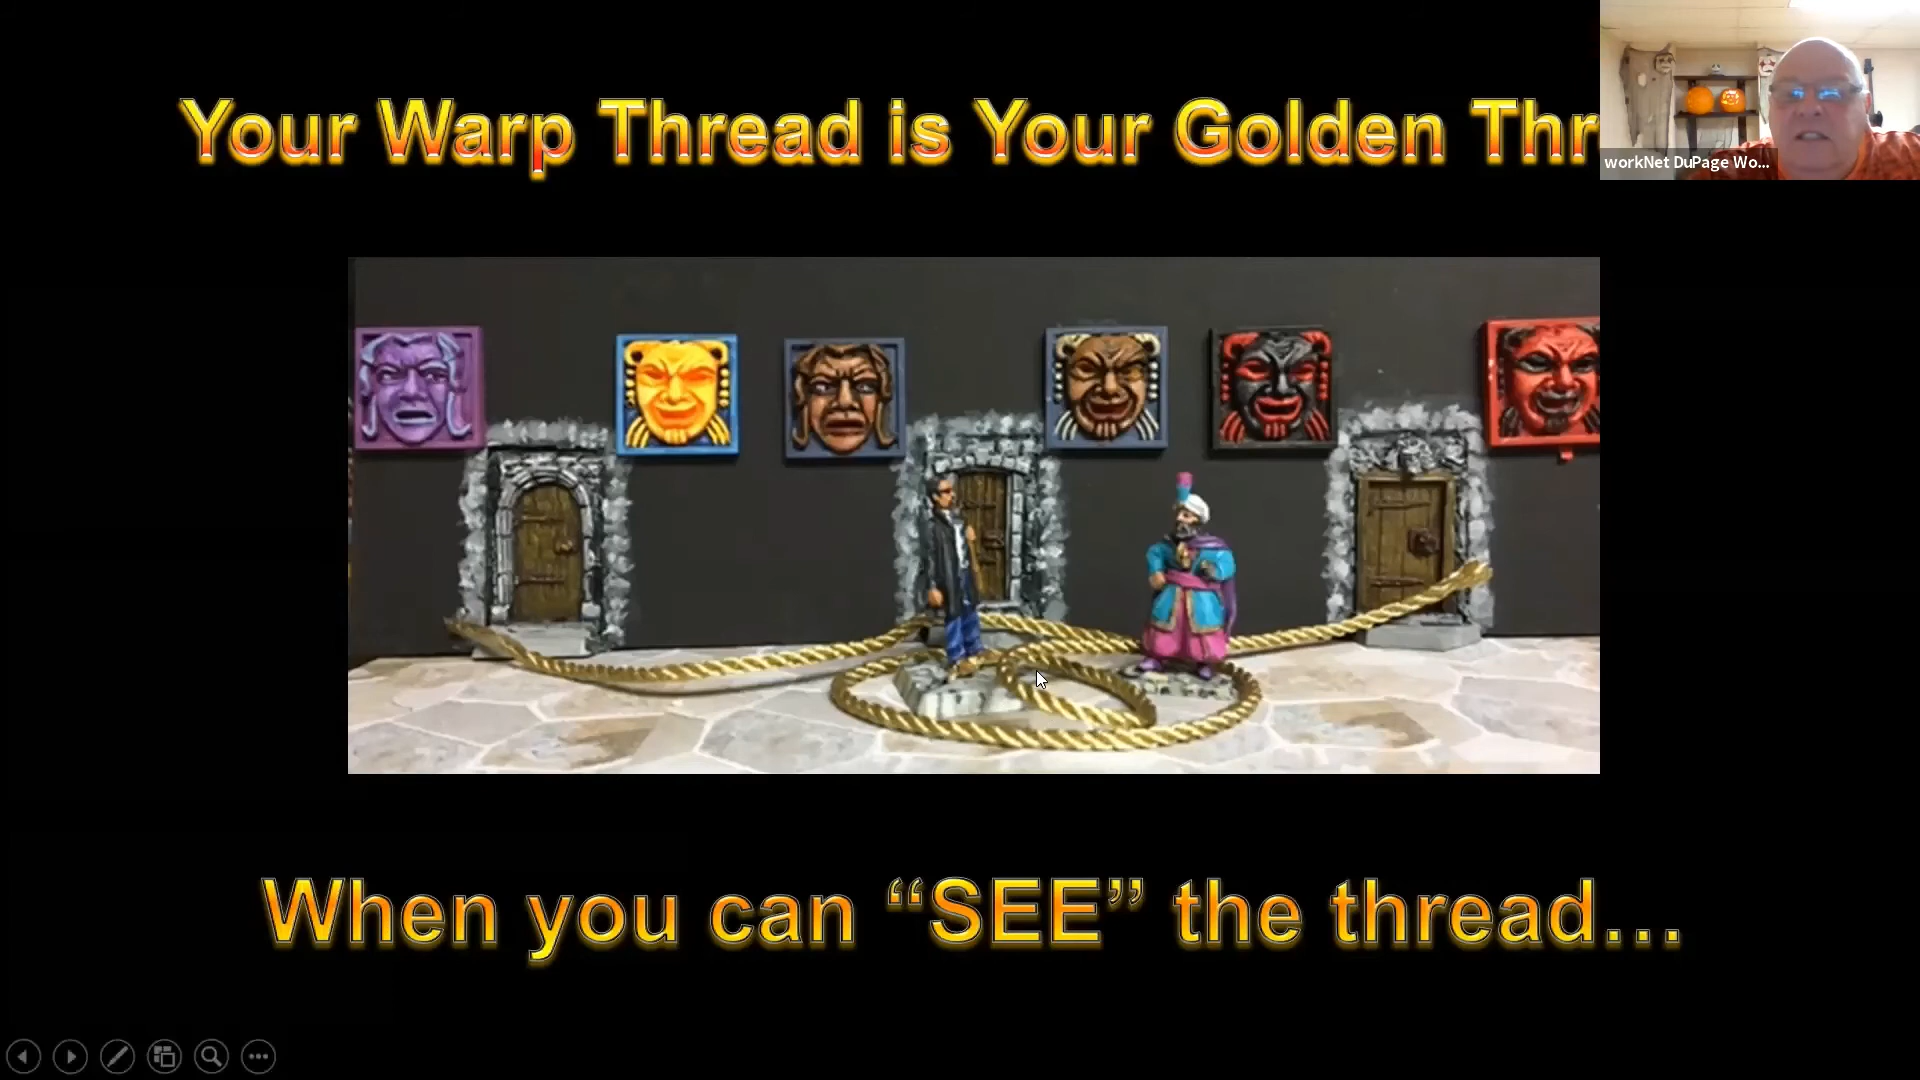 Your Warp Thread is Your Golden Thr
workNet DuPage Wo...
When you can “SEE” the thread...